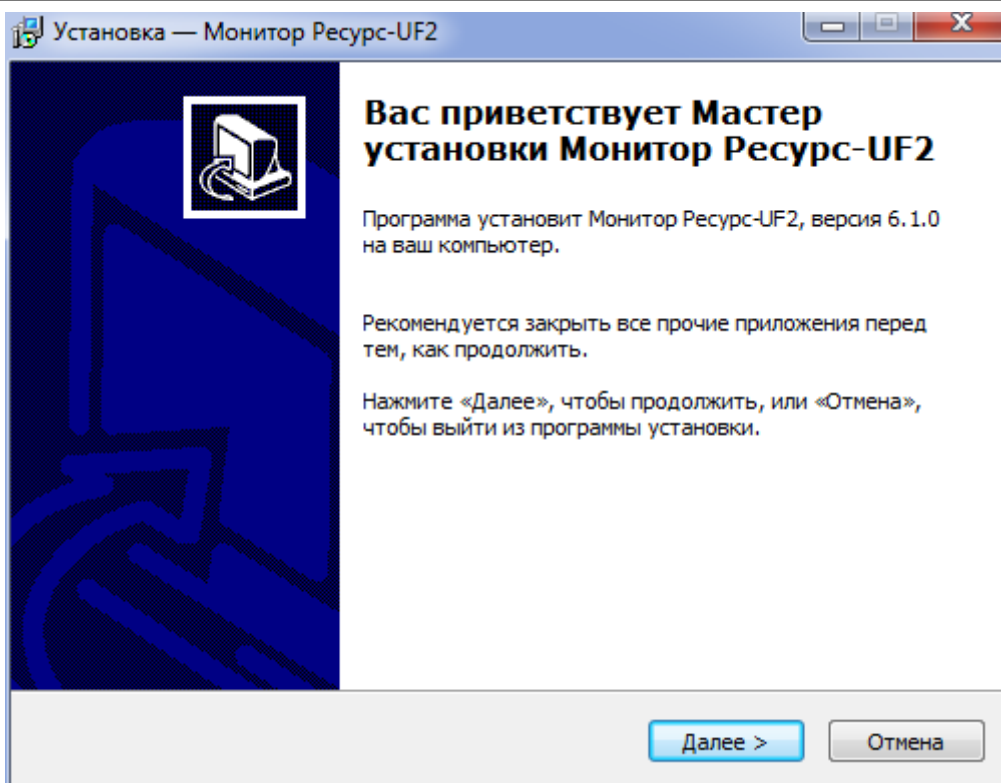 Установка — Монитор Ресурс-UF2
Вас приветствует Мастер
установки Монитор Ресурс-UF2
Программа установит Монитор Ресурс-UF2, версия 6.1.0
на ваш компьютер.
Рекомендуется закрыть все прочие приложения перед
тем, как продолжить.
Нажмите «Далее», чтобы продолжить, или «Отмена»,
чтобы выйти из программы установки.
Далее >
Отмена